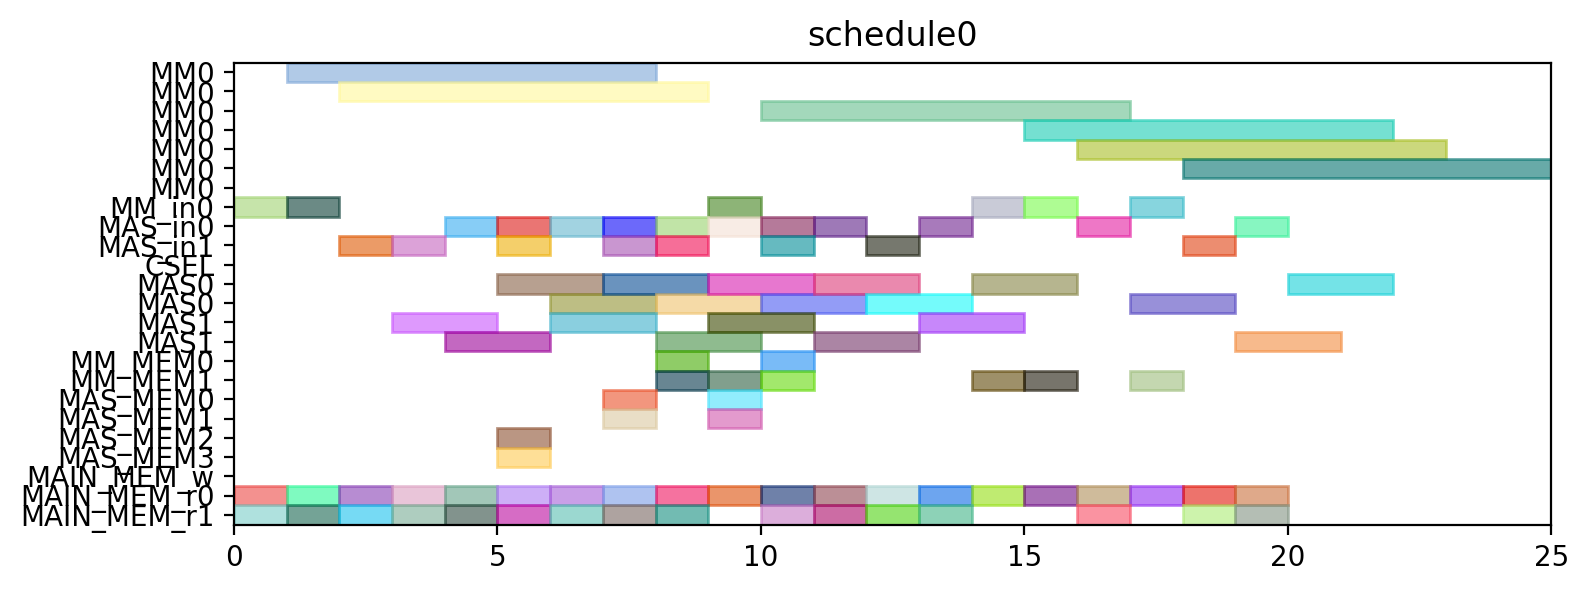 schedule0
MM0
MM0
MM0
MM0
MM0
MM0
MM0
MM_in0
MAS_in0
MAS_in1
CSEL
MAS0
MAS0
MAS1
MAS1
MM_MEM0
MM_MEM1
MAS_MEM0
MAS_MEM1
MAS_MEM2
MAS_MEM3
MAIN_MEM_w
MAIN_MEM_r0
MAIN_MEM_r1
0 5 10 15 20 25